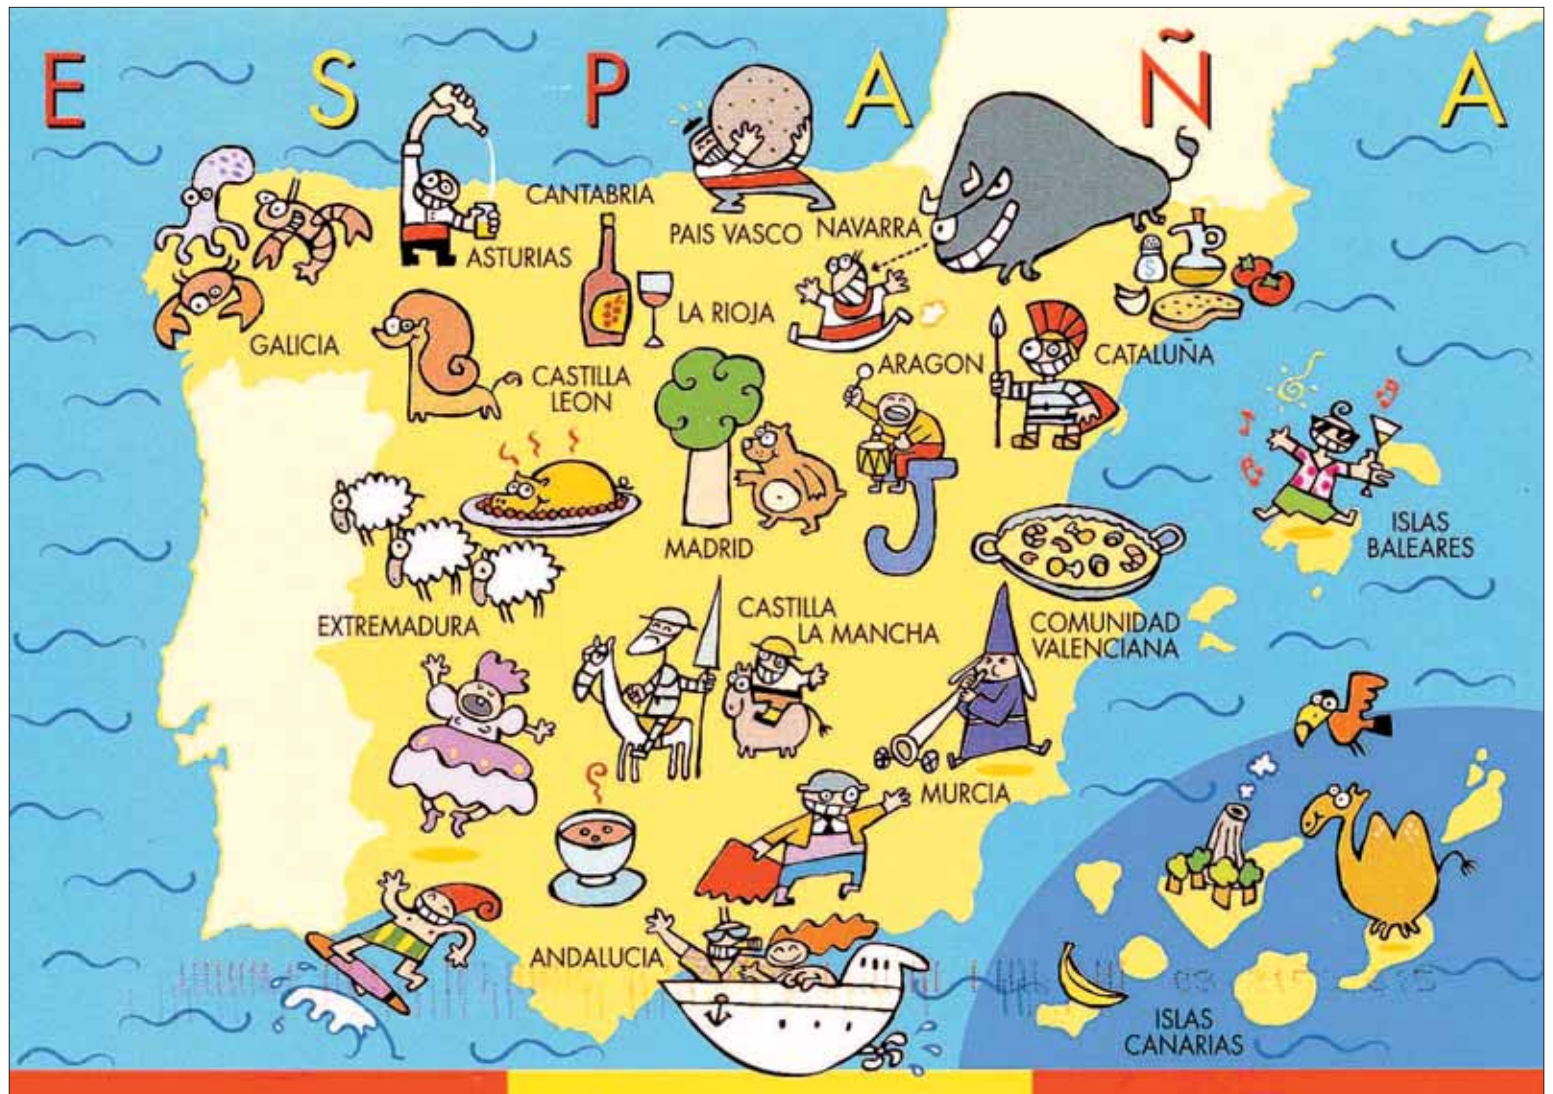 E S P A Ñ A
CANTABRIA
PAIS VASCO
NAVARRA
ASTURIAS
GALICIA
LA RIOJA
CASTILLA
LEON
ARAGON
CATALUÑA
S
J
MADRID
ISLAS
BALEARES
EXTREMADURA
CASTILLA
LA MANCHA
COMUNIDAD
VALENCIANA
MURCIA
ANDALUCIA
ISLAS
CANARIAS